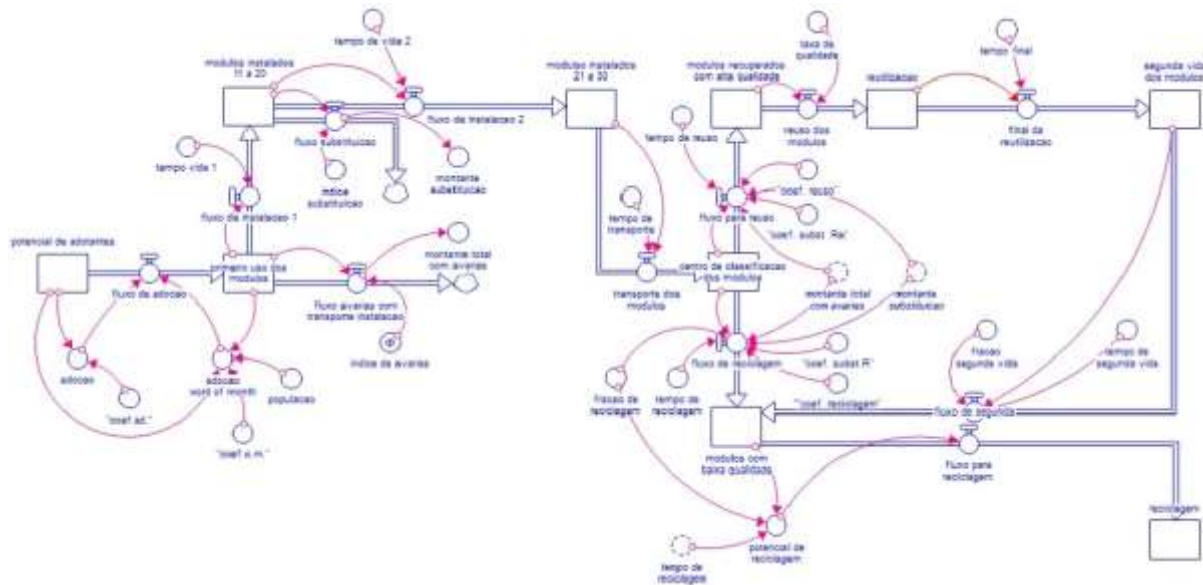 tempo de vida 2
taxa de
qualidade
tempo final
modulos instalados
11 a 20
modulso instalados
21 a 30
modulos recuperados
com alta qualidade
reutilizacao
segunda vida
dos modulos
fluxo de instalacao 2
fluxo substituicao
reuso dos
modulos
final da
reutilizacao
tempo de reuso
tempo vida 1
indice
substituicao
montante
substituicao
"coef. reuso"
fluxo de instalacao 1
tempo de
transporte
fluxo para reuso
"coef. subst. Re"
potencial de adotantes
montante total
com avarias
primeiro uso dos
modulos
centro de classificacao
dos modulos
fluxo de adocao
fluxo avarias com
transporte instalacao
transporte dos
modulos
montante total
com avarias
montante
substituicao
indice de avarias
fluxo de reciclagem
"coef. subst R"
fracao
segunda vida
tempo de
segunda vida
adocao
adocao
word of month
populacao
fracao de
reciclagem
tempo de
reciclagem
"coef. reciclagem"
fluxo de segunda
"coef ad."
"coef w.m."
modulos com
baixa qualidade
fluxo para
reciclagem
reciclagem
tempo de
reciclagem
potencial de
reciclagem